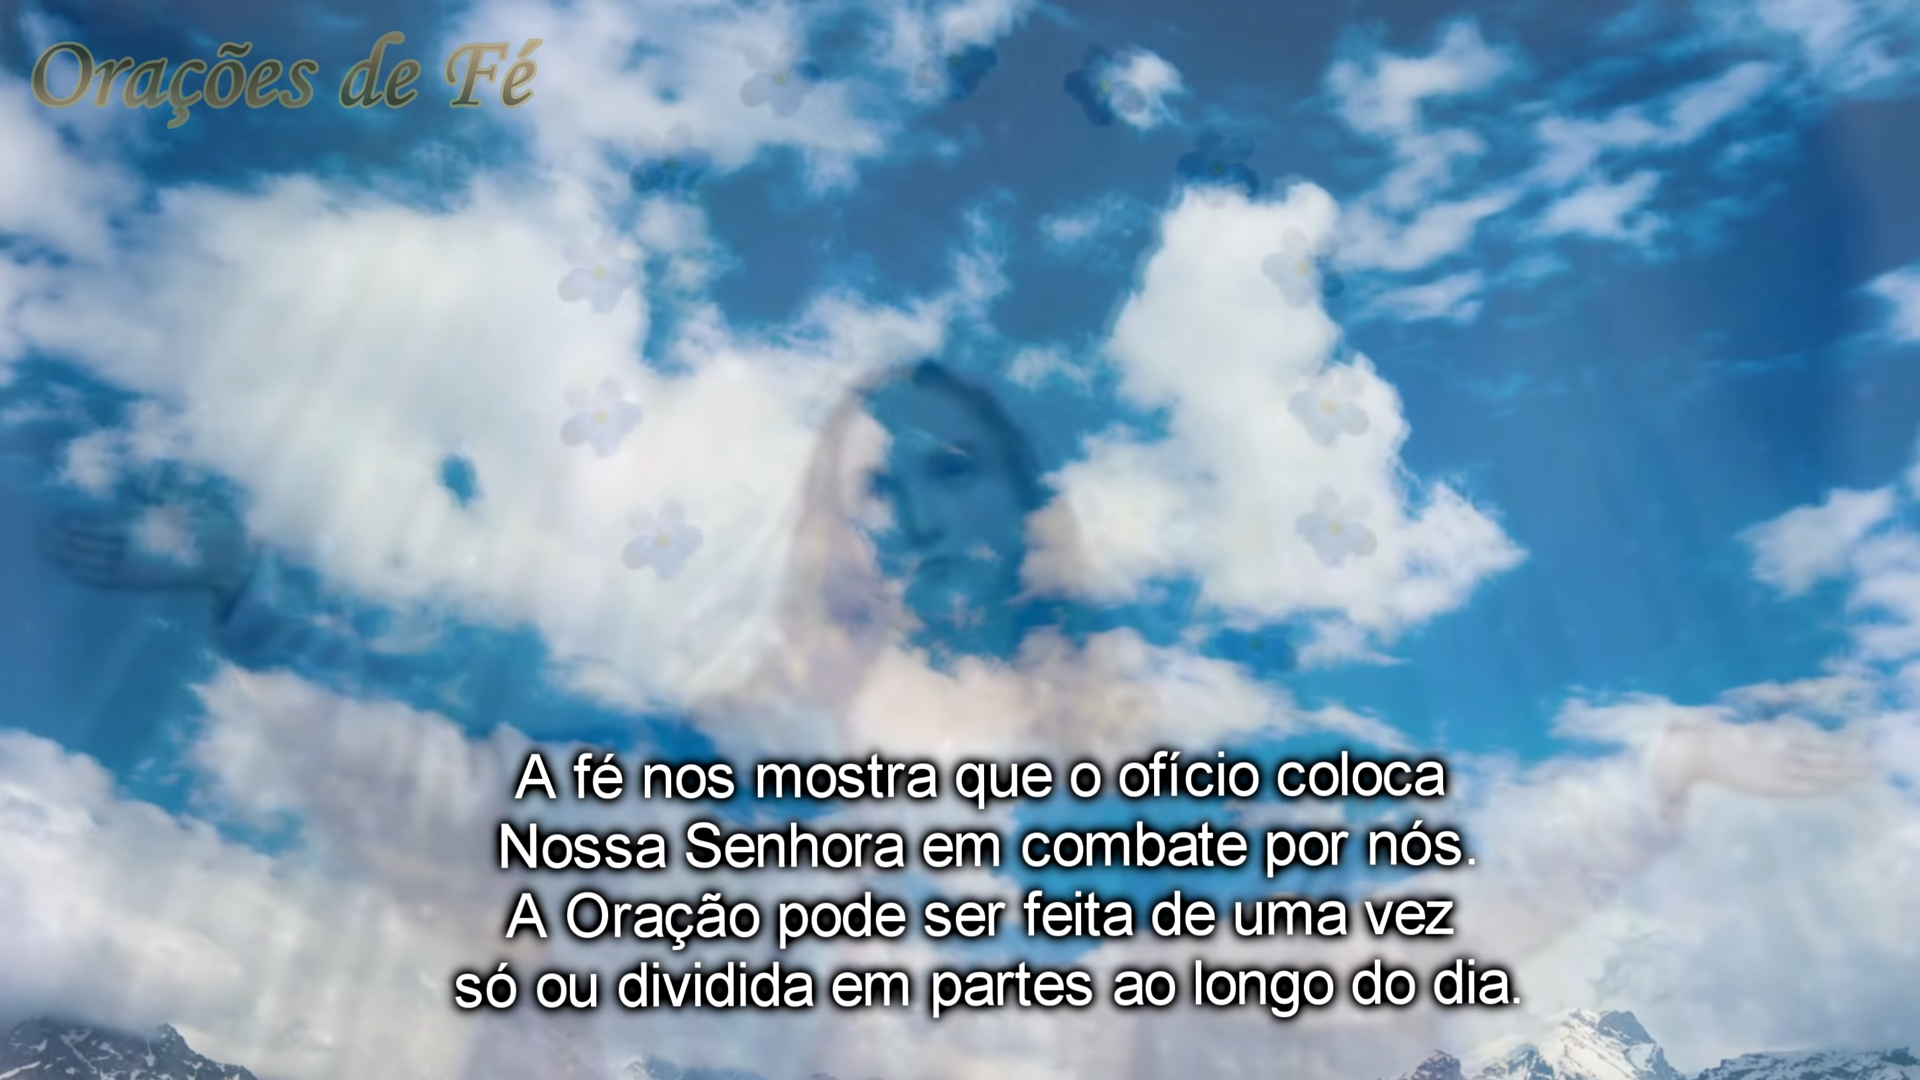 Orações de Fé
A fé nos mostra que o ofício coloca
Nossa Senhora em combate por nós.
A Oração pode ser feita de uma vez
só ou dividida em partes ao longo do dia.